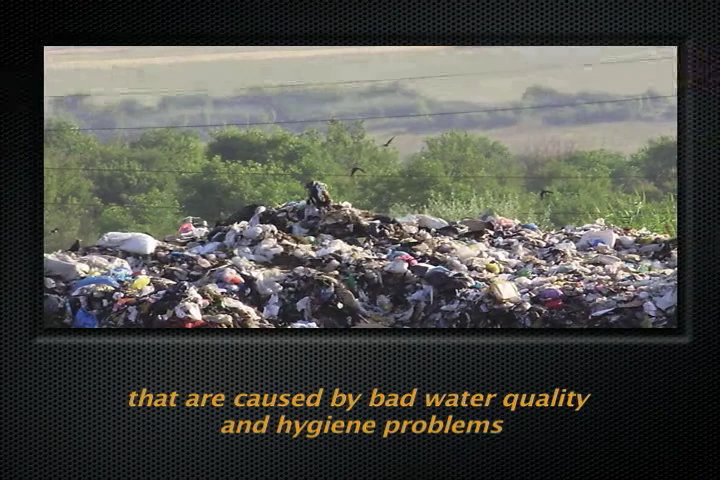 that are caused by bad water quality
and hygiene problems